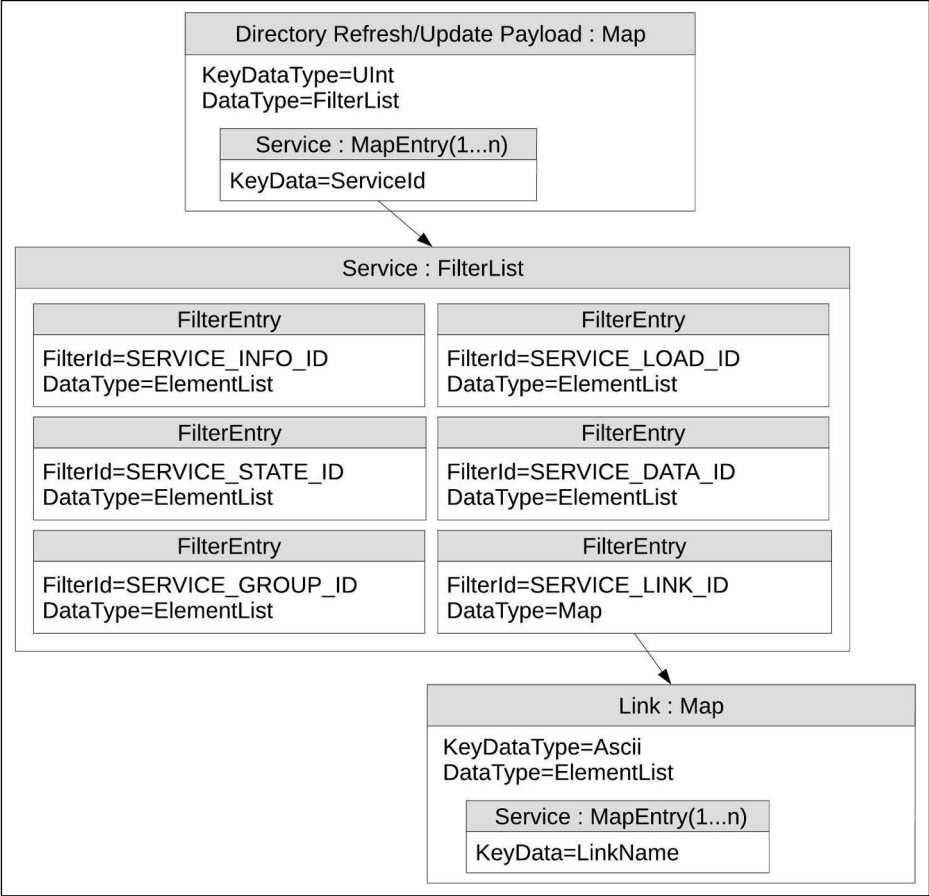 Directory Refresh/Update Payload : Map
KeyDataType=UInt
DataType=FilterList
Service : MapEntry(1...n)
KeyData=ServiceId
Service : FilterList
FilterEntry
FilterId=SERVICE_INFO_ID
DataType=ElementList
FilterEntry
FilterId=SERVICE_LOAD_ID
DataType=ElementList
FilterEntry
FilterId=SERVICE_STATE_ID
DataType=ElementList
FilterEntry
FilterId=SERVICE_DATA_ID
DataType=ElementList
FilterEntry
FilterId=SERVICE_GROUP_ID
DataType=ElementList
FilterEntry
FilterId=SERVICE_LINK_ID
DataType=Map
Link : Map
KeyDataType=Ascii
DataType=ElementList
Service : MapEntry(1...n)
KeyData=LinkName